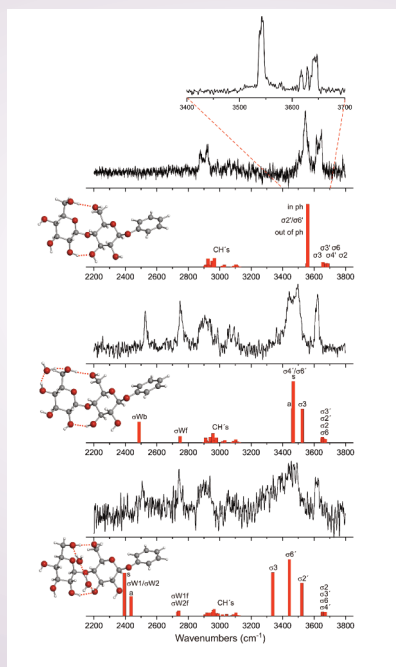 3400 3500 3600 3700
in ph
σ2'/σ6'
out of ph
CH´s
σ3'σ6
σ3 σ4' σ2
2200 2400 2600 2800 3000 3200 3400 3600 3800
σ4´/σ6´
s
a
σ3
σWb
σWf
CH´s
σ3´
σ2´
σ2
σ6
2200 2400 2600 2800 3000 3200 3400 3600 3800
s
σW1/σW2
a
σW1f
σW2f
CH´s
σ3
σ6´
σ2´
σ2
σ3´
σ6
σ4´
2200 2400 2600 2800 3000 3200 3400 3600 3800
Wavenumbers (cm⁻¹)